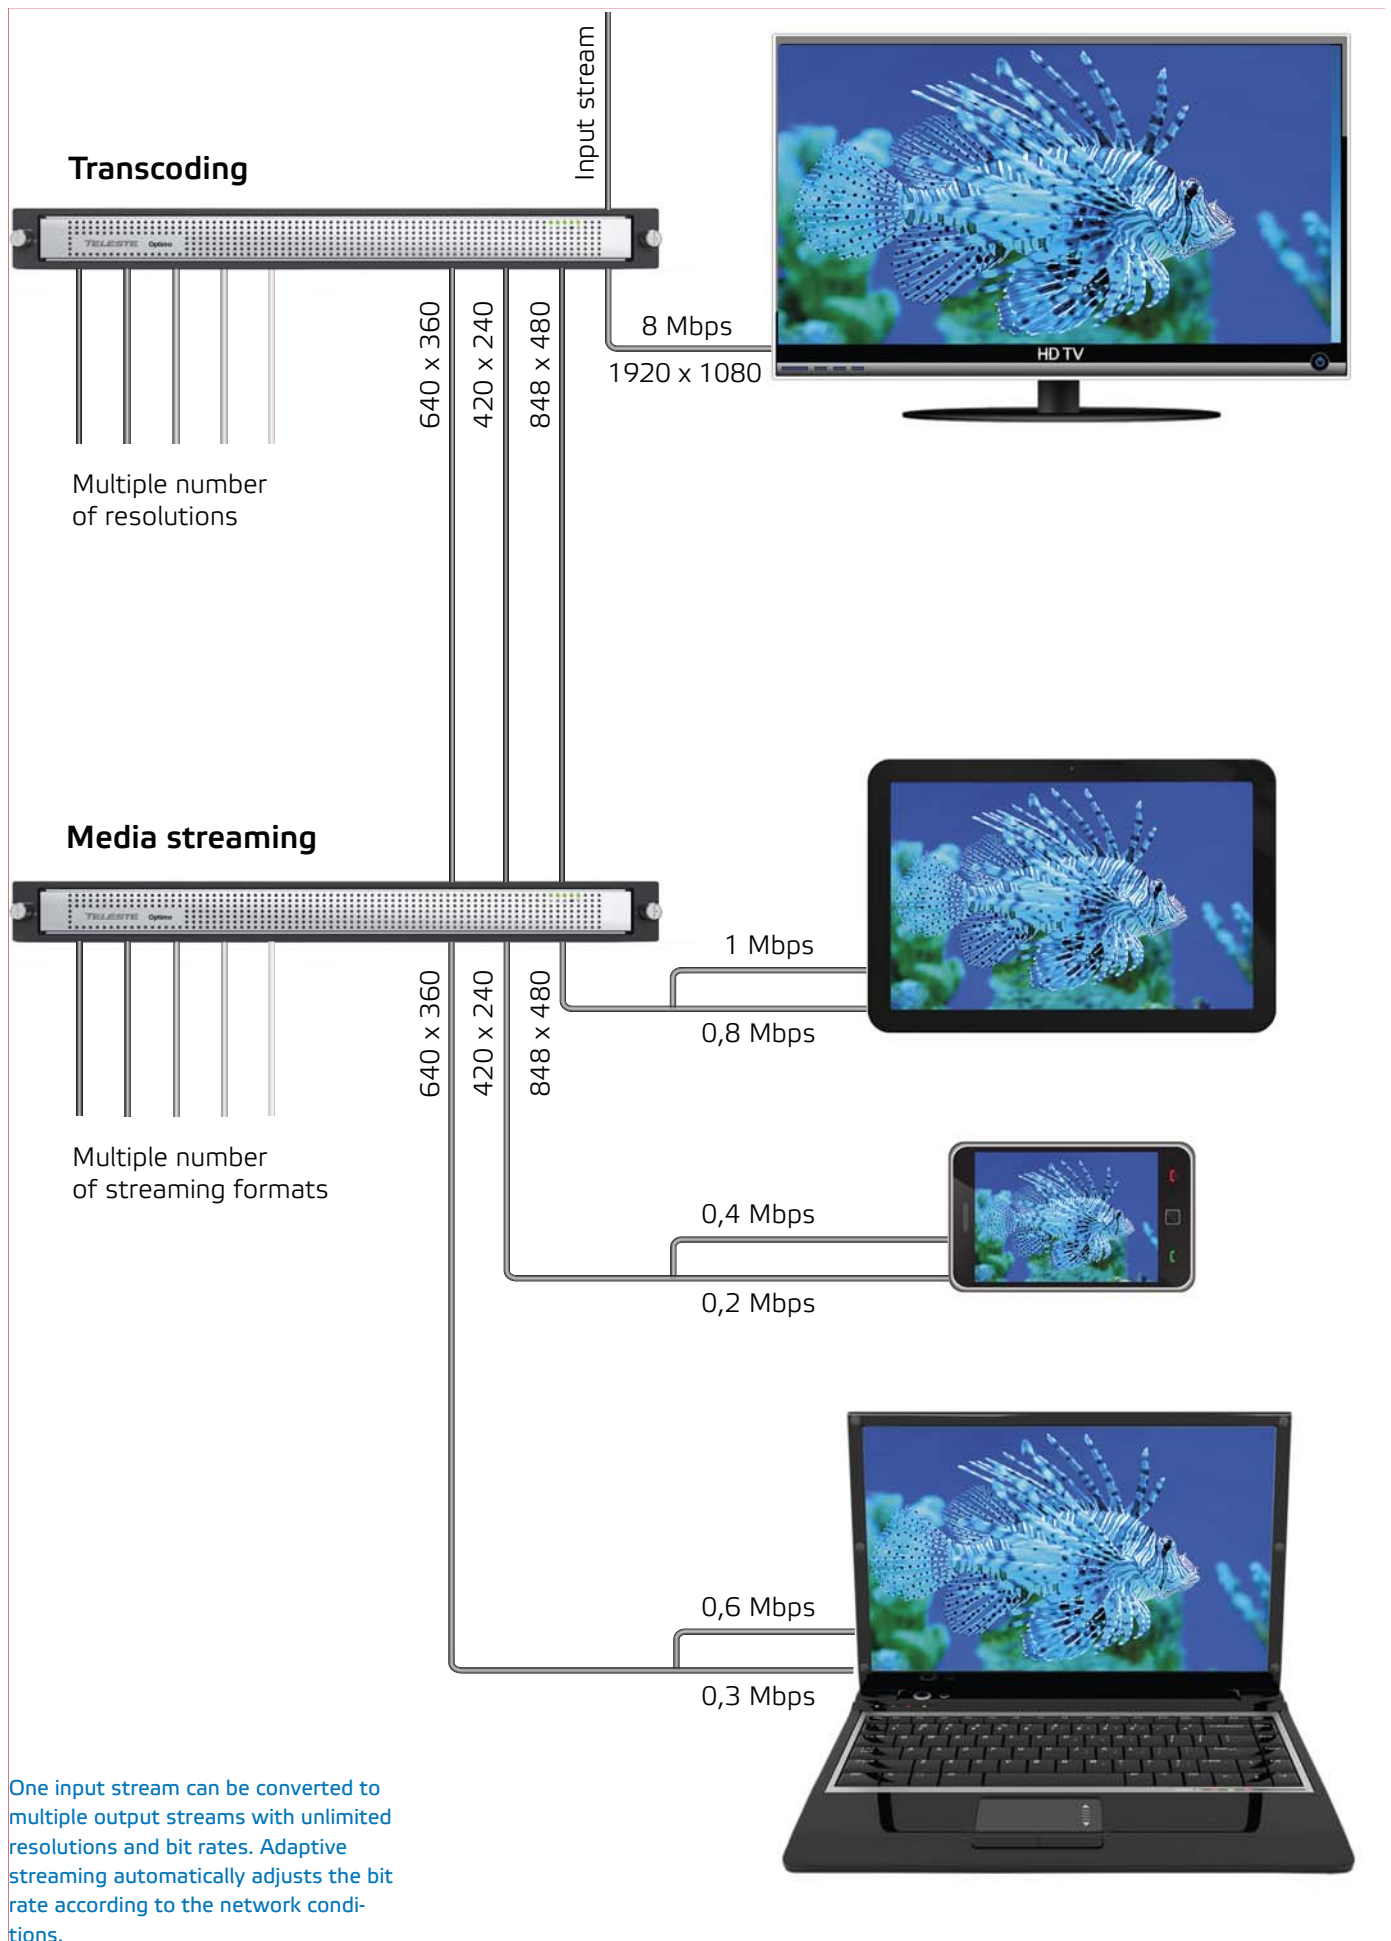 Input stream
Transcoding
TELESTE Optimo
640 x 360
420 x 240
848 x 480
8 Mbps
1920 x 1080
HD TV
Multiple number
of resolutions
Media streaming
TELESTE Optimo
640 x 360
420 x 240
848 x 480
1 Mbps
0,8 Mbps
Multiple number
of streaming formats
0,4 Mbps
0,2 Mbps
0,6 Mbps
0,3 Mbps
One input stream can be converted to
multiple output streams with unlimited
resolutions and bit rates. Adaptive
streaming automatically adjusts the bit
rate according to the network condi-
tions.